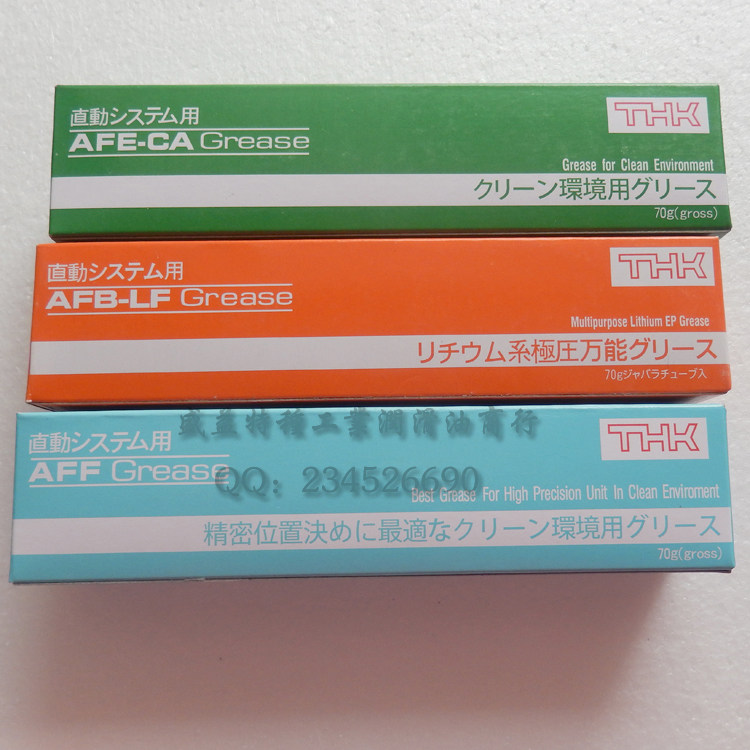 直動システム用
THK
AFE-CA Grease
Grease for Clean Environment
クリーン環境用グリース
70g(gross)
直動システム用
THK
AFB-LF Grease
Multipurpose Lithium EP Grease
リチウム系極圧万能グリース
70gジャバラチューブ入
盛益特種工業潤滑油商行
直動システム用
THK
AFF Grease
QQ: 234526690
Best Grease For High Precision Unit In Clean Enviroment
精密位置決めに最適なクリーン環境用グリース
70g(gross)